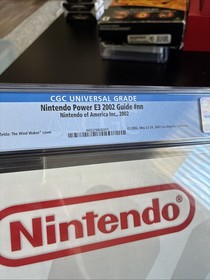 CGC UNIVERSAL GRADE
Nintendo Power E3 2002 Guide #nn
Nintendo of America Inc., 2002
Zelda: The Wind Waker" cover
Nintendo®